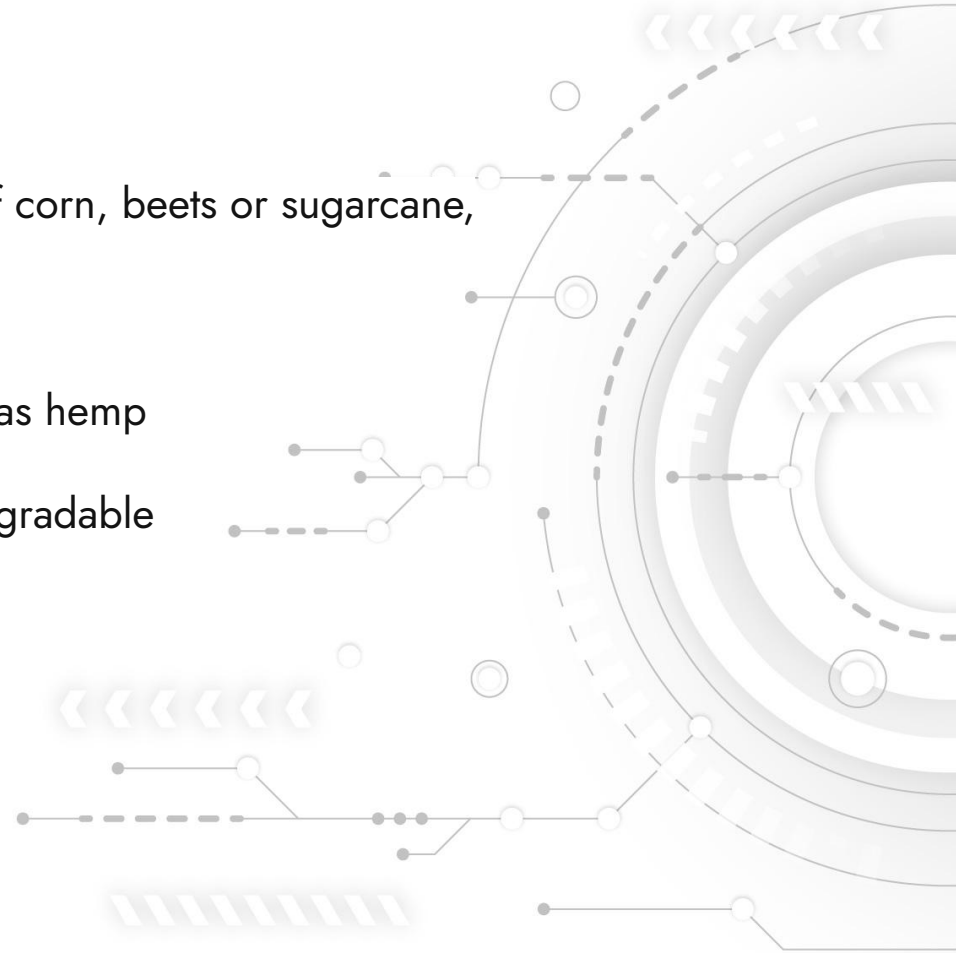 corn, beets or sugarcane,
as hemp
gradable